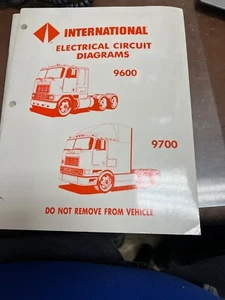 INTERNATIONAL
ELECTRICAL CIRCUIT
DIAGRAMS
9600
9700
DO NOT REMOVE FROM VEHICLE